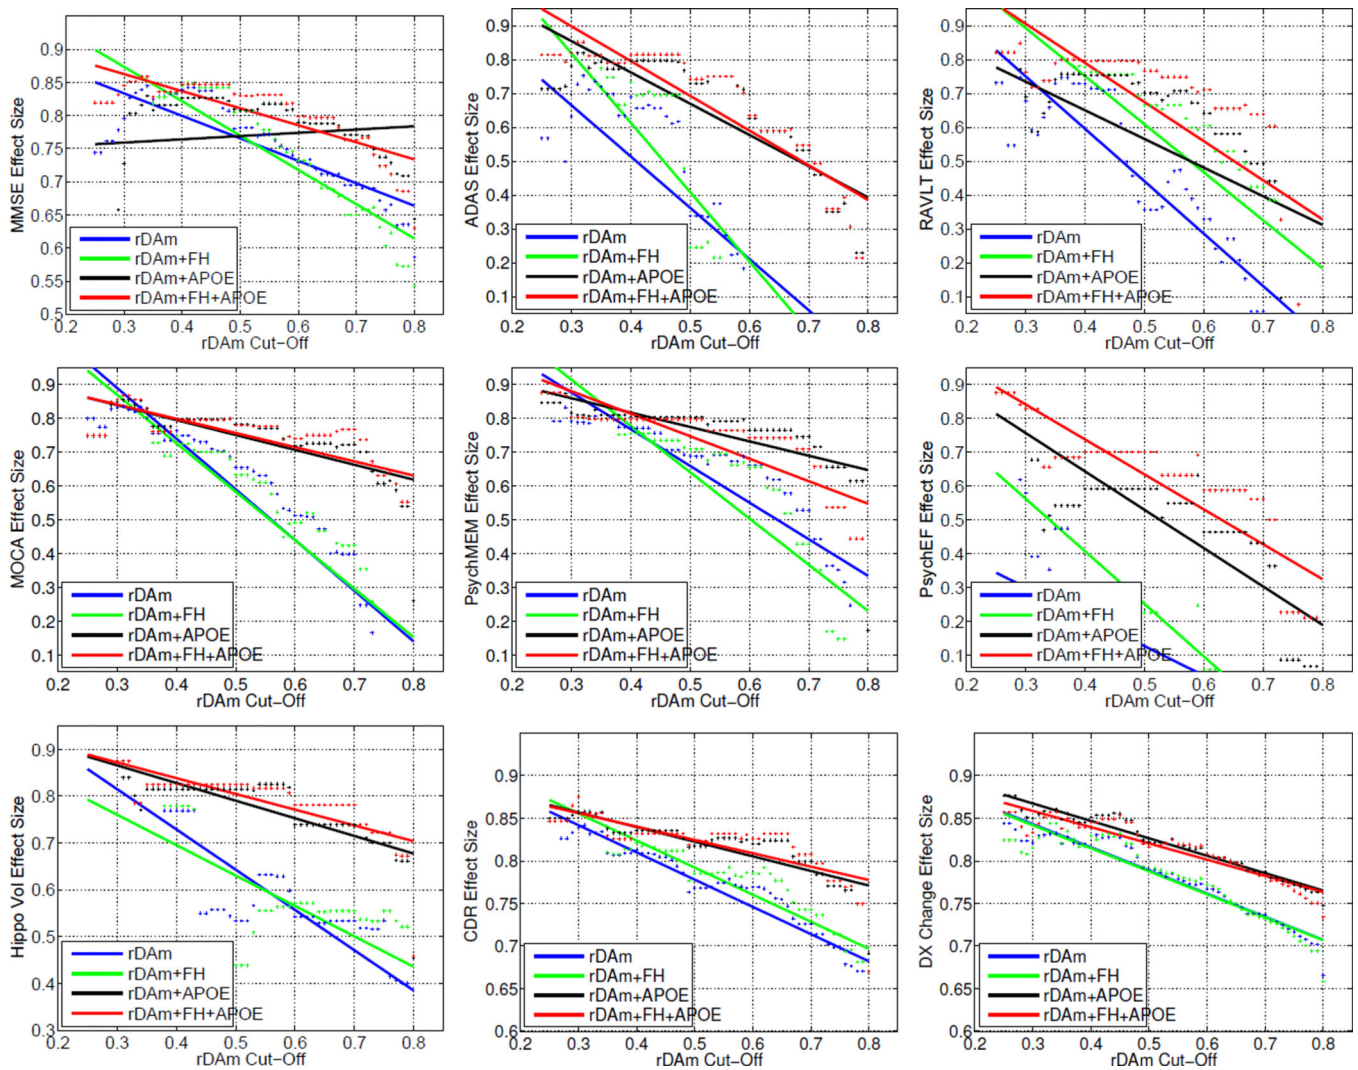 MMSE Effect Size
0.9
0.85
0.8
0.75
0.7
0.65
0.6
0.55
0.5
rDAm
rDAm+FH
rDAm+APOE
rDAm+FH+APOE
0.2 0.3 0.4 0.5 0.6 0.7 0.8
rDAm Cut-Off
ADAS Effect Size
0.9
0.8
0.7
0.6
0.5
0.4
0.3
0.2
0.1
rDAm
rDAm+FH
rDAm+APOE
rDAm+FH+APOE
0.2 0.3 0.4 0.5 0.6 0.7 0.8
rDAm Cut-Off
RAVLT Effect Size
0.9
0.8
0.7
0.6
0.5
0.4
0.3
0.2
0.1
rDAm
rDAm+FH
rDAm+APOE
rDAm+FH+APOE
0.2 0.3 0.4 0.5 0.6 0.7 0.8
rDAm Cut-Off
MOCA Effect Size
0.9
0.8
0.7
0.6
0.5
0.4
0.3
0.2
0.1
rDAm
rDAm+FH
rDAm+APOE
rDAm+FH+APOE
0.2 0.3 0.4 0.5 0.6 0.7 0.8
rDAm Cut-Off
PsychMEM Effect Size
0.9
0.8
0.7
0.6
0.5
0.4
0.3
0.2
0.1
rDAm
rDAm+FH
rDAm+APOE
rDAm+FH+APOE
0.2 0.3 0.4 0.5 0.6 0.7 0.8
rDAm Cut-Off
PsychEF Effect Size
0.9
0.8
0.7
0.6
0.5
0.4
0.3
0.2
0.1
rDAm
rDAm+FH
rDAm+APOE
rDAm+FH+APOE
0.2 0.3 0.4 0.5 0.6 0.7 0.8
rDAm Cut-Off
Hippo Vol Effect Size
0.9
0.8
0.7
0.6
0.5
0.4
0.3
rDAm
rDAm+FH
rDAm+APOE
rDAm+FH+APOE
0.2 0.3 0.4 0.5 0.6 0.7 0.8
rDAm Cut-Off
CDR Effect Size
0.9
0.85
0.8
0.75
0.7
0.65
0.6
rDAm
rDAm+FH
rDAm+APOE
rDAm+FH+APOE
0.2 0.3 0.4 0.5 0.6 0.7 0.8
rDAm Cut-Off
DX Change Effect Size
0.9
0.85
0.8
0.75
0.7
0.65
0.6
rDAm
rDAm+FH
rDAm+APOE
rDAm+FH+APOE
0.2 0.3 0.4 0.5 0.6 0.7 0.8
rDAm Cut-Off